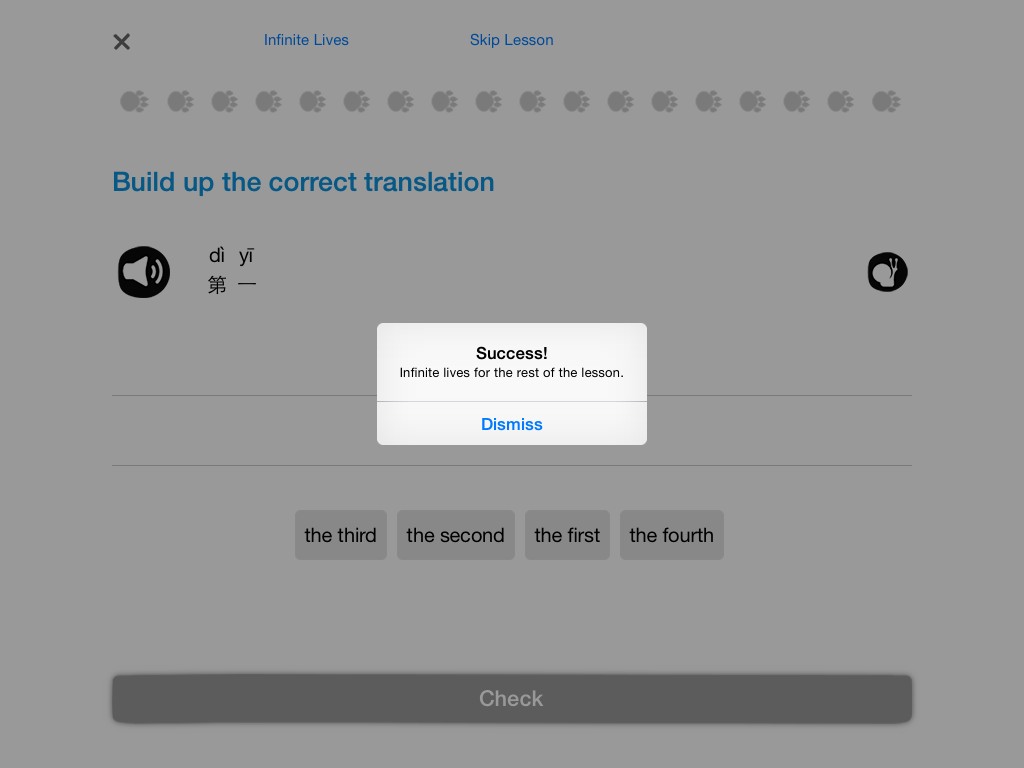 Infinite Lives
Skip Lesson
Build up the correct translation
dì yī
第 一
Success!
Infinite lives for the rest of the lesson.
Dismiss
the third
the second
the first
the fourth
Check